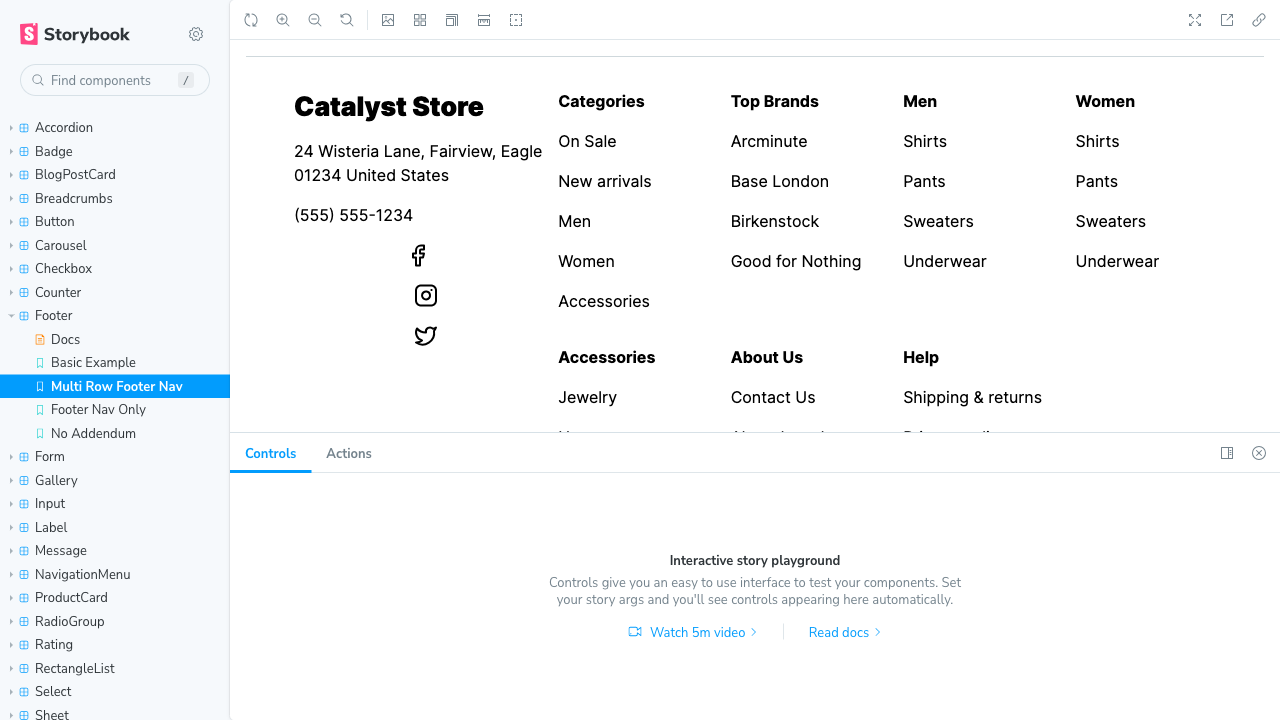 Storybook
Find components
/
Accordion
Badge
BlogPostCard
Breadcrumbs
Button
Carousel
Checkbox
Counter
Footer
Docs
Basic Example
Multi Row Footer Nav
Footer Nav Only
No Addendum
Form
Gallery
Input
Label
Message
NavigationMenu
ProductCard
RadioGroup
Rating
RectangleList
Select
Sheet
Catalyst Store
24 Wisteria Lane, Fairview, Eagle
01234 United States
(555) 555-1234
Categories
On Sale
New arrivals
Men
Women
Accessories
Top Brands
Arcminute
Base London
Birkenstock
Good for Nothing
Men
Shirts
Pants
Sweaters
Underwear
Women
Shirts
Pants
Sweaters
Underwear
Accessories
Jewelry
About Us
Contact Us
Help
Shipping & returns
Controls
Actions
Interactive story playground
Controls give you an easy to use interface to test your components. Set
your story args and you'll see controls appearing here automatically.
Watch 5m video
Read docs